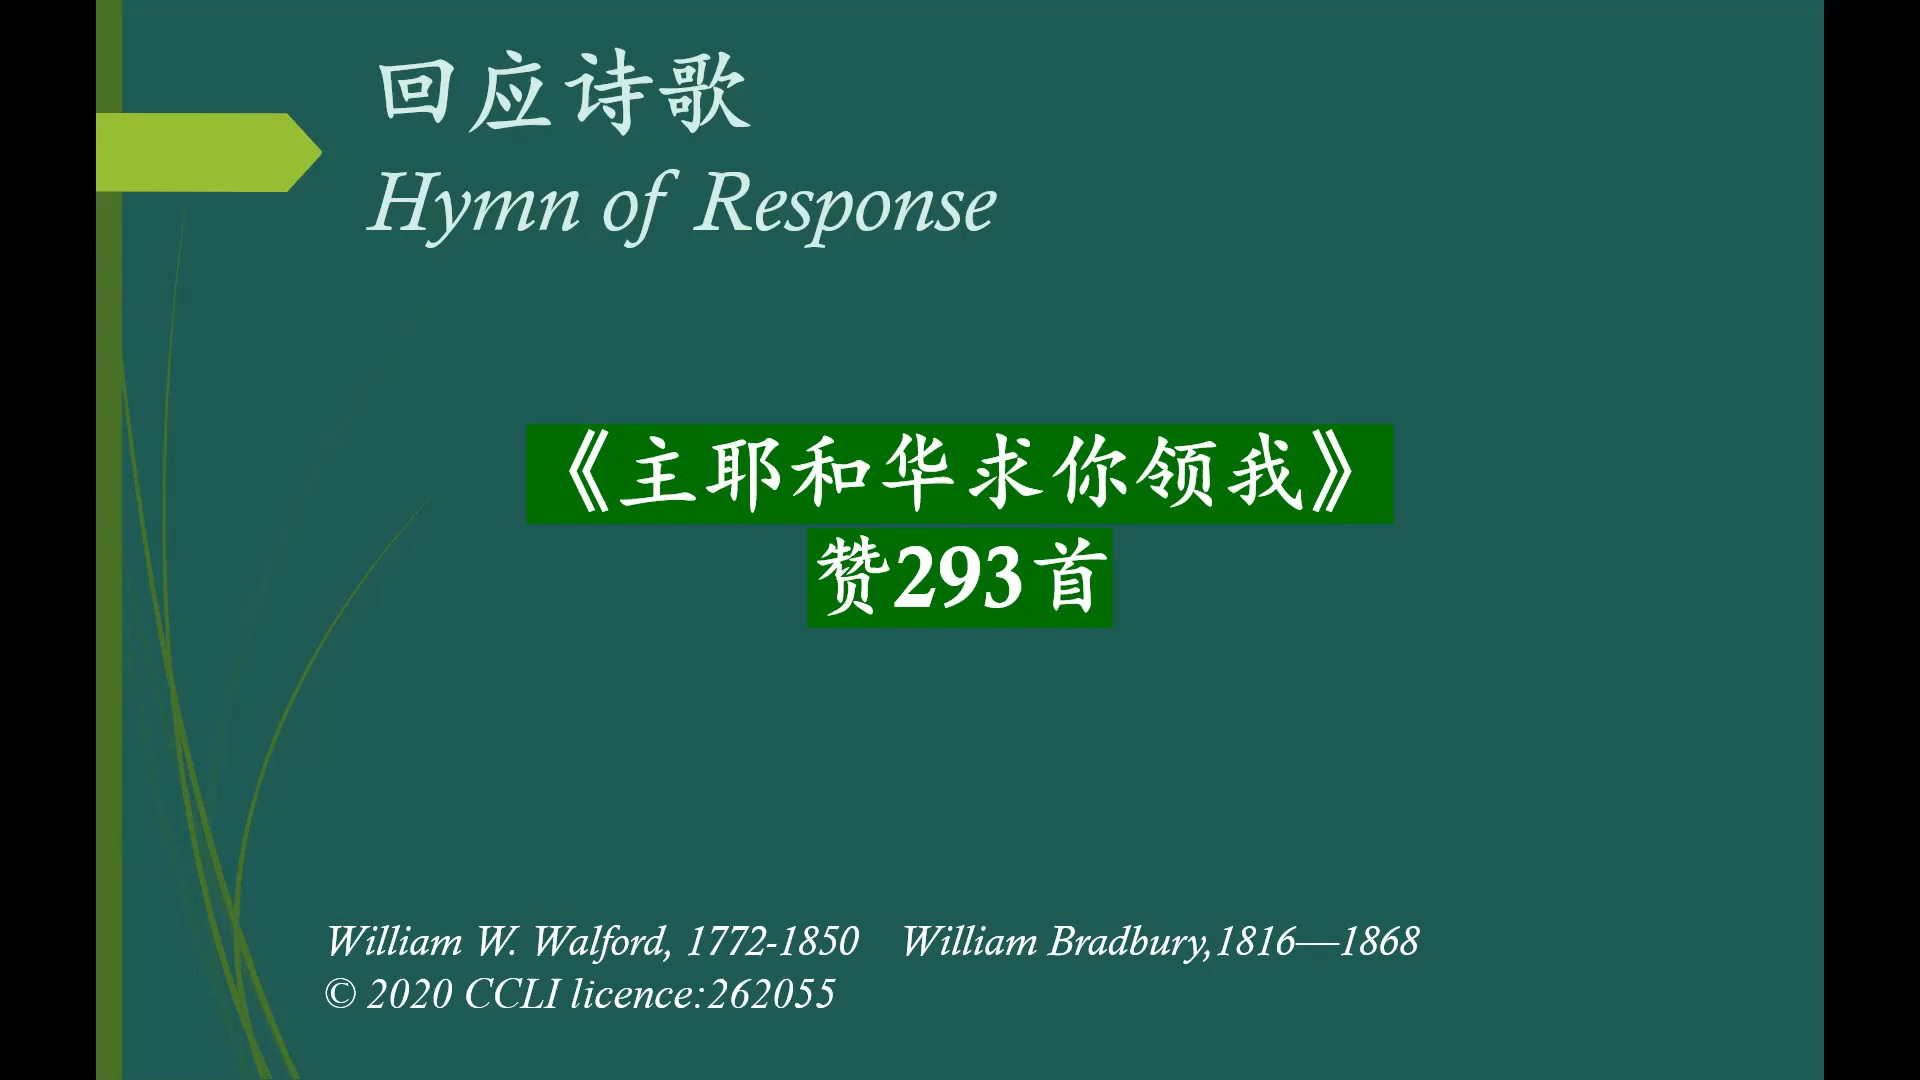 回应诗歌
Hymn of Response
《主耶和华求你领我》
赞293首
William W. Walford, 1772-1850 William Bradbury,1816—1868
© 2020 CCLI licence:262055